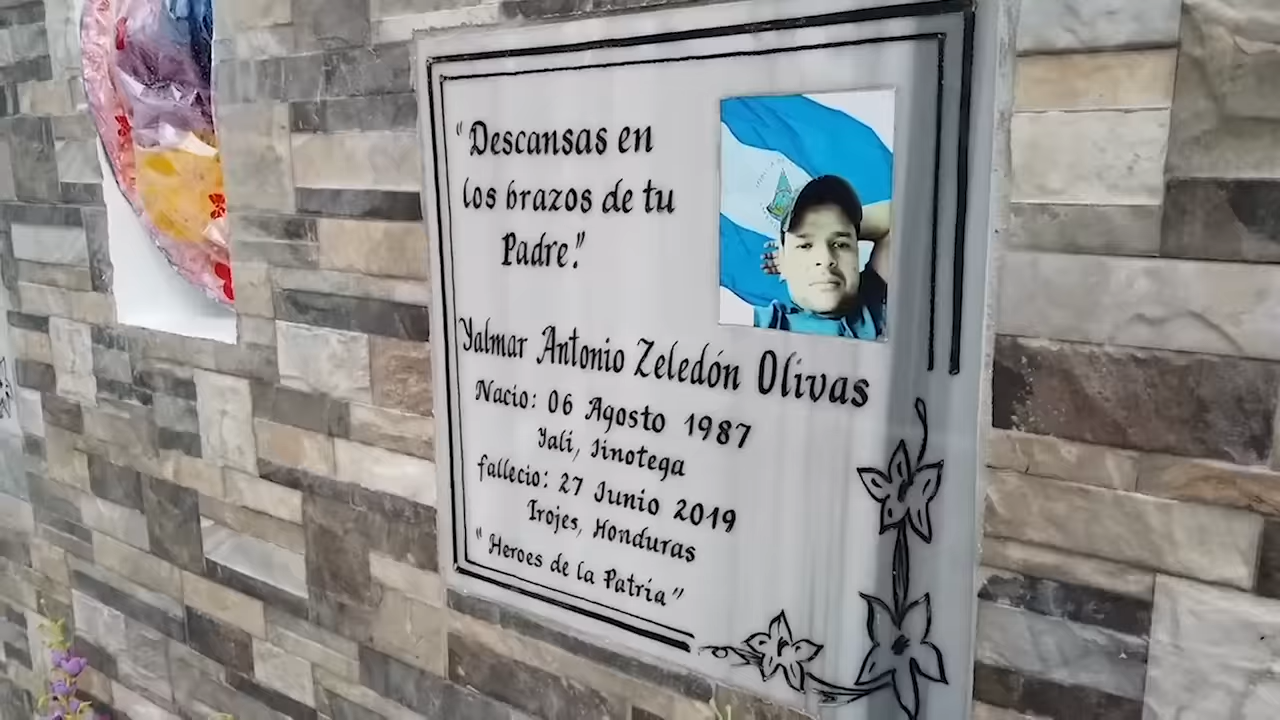 "Descansas en
los brazos de tu
Padre."
Yalmar Antonio Zeledón Olivas
Nacio: 06 Agosto 1987
Yali, Jinotega
fallecio: 27 Junio 2019
Trojes, Honduras
"Heroes de la Patria"